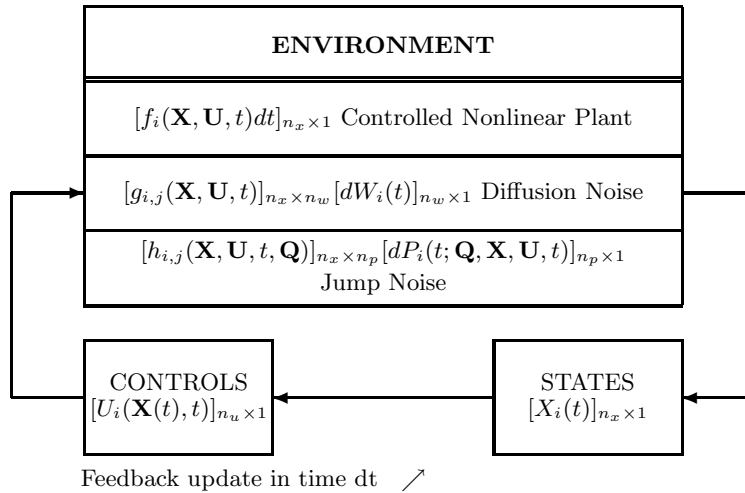 ENVIRONMENT
[f_i(X, U, t)dt]_{n_x×1} Controlled Nonlinear Plant
[g_{i,j}(X, U, t)]_{n_x×n_w}[dW_i(t)]_{n_w×1} Diffusion Noise
[h_{i,j}(X, U, t, Q)]_{n_x×n_p}[dP_i(t; Q, X, U, t)]_{n_p×1}
Jump Noise
CONTROLS
[U_i(X(t), t)]_{n_u×1}
STATES
[X_i(t)]_{n_x×1}
Feedback update in time dt ↗